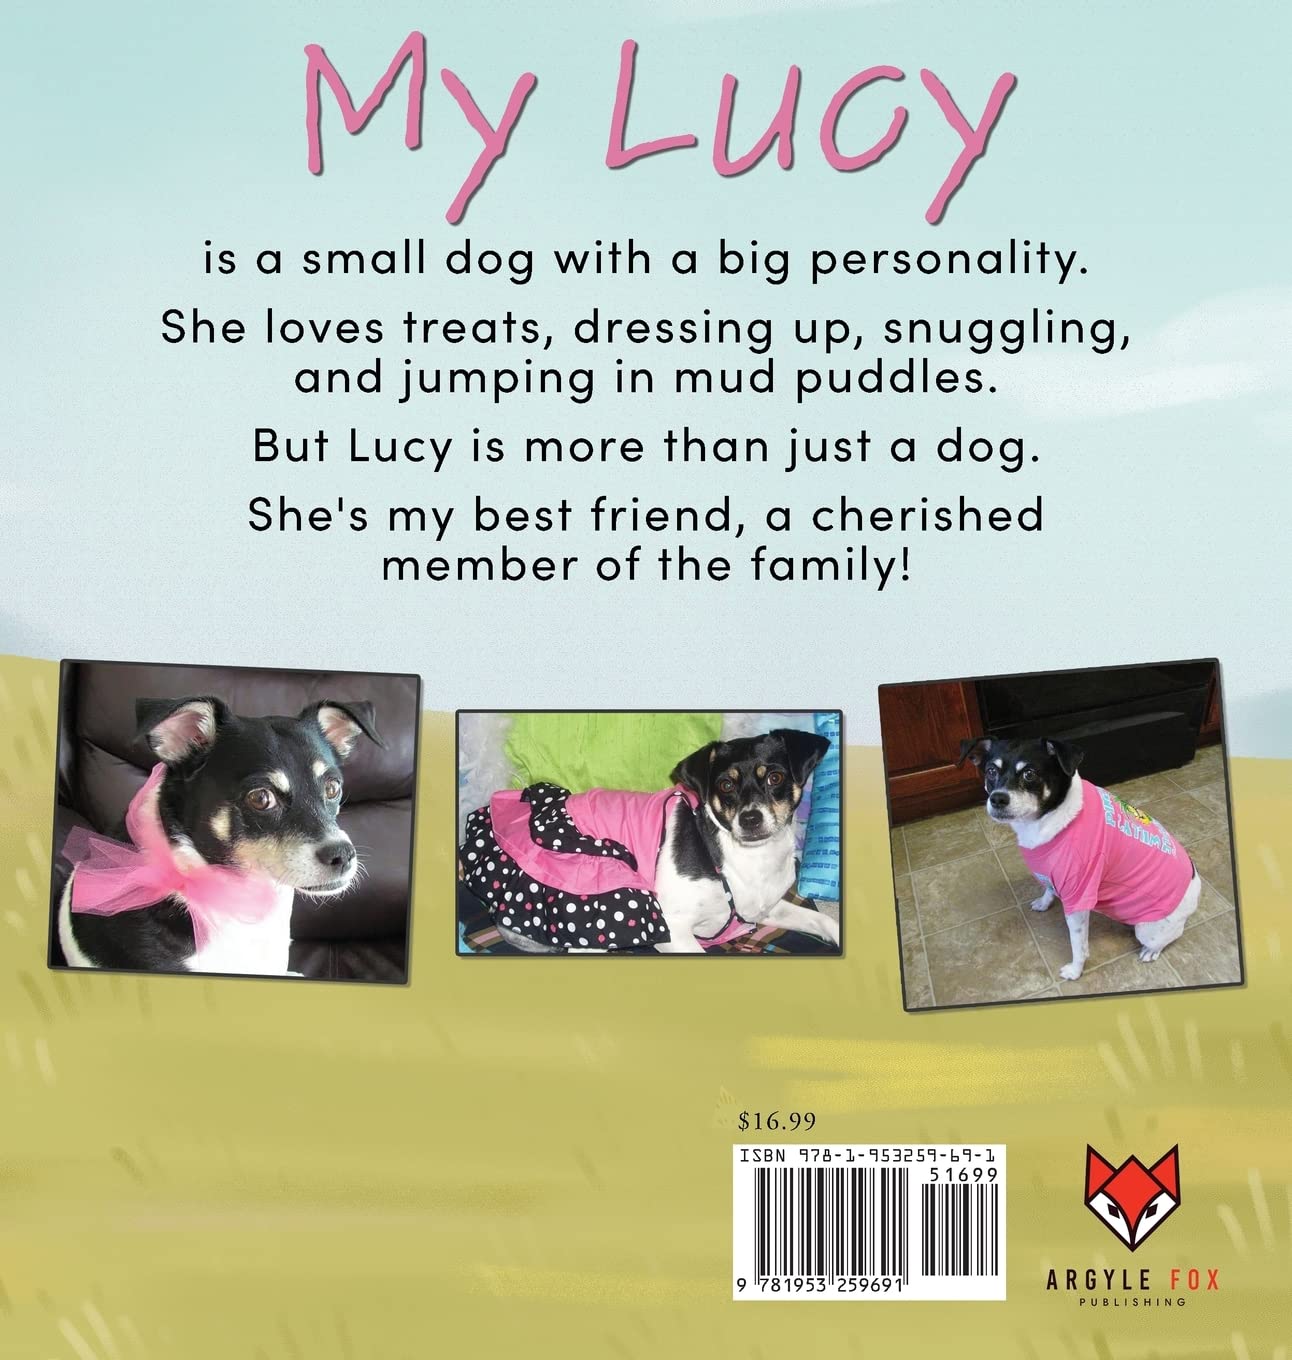 My Lucy
is a small dog with a big personality.
She loves treats, dressing up, snuggling,
and jumping in mud puddles.
But Lucy is more than just a dog.
She's my best friend, a cherished
member of the family!
$16.99
ISBN 978-1-953259-69-1
51699
9 781953 259691
ARGYLE FOX
PUBLISHING